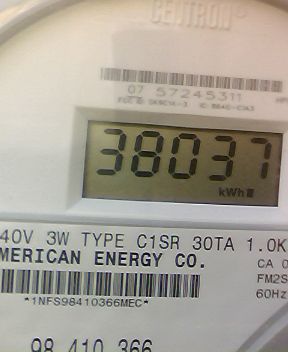 CENTRON®
07 57245311
38037
kWh
40V 3W TYPE C1SR 30TA 1.0K
MERICAN ENERGY CO.
CA 0
FM2S
60Hz
*1NFS98410366MEC*
98 410 366